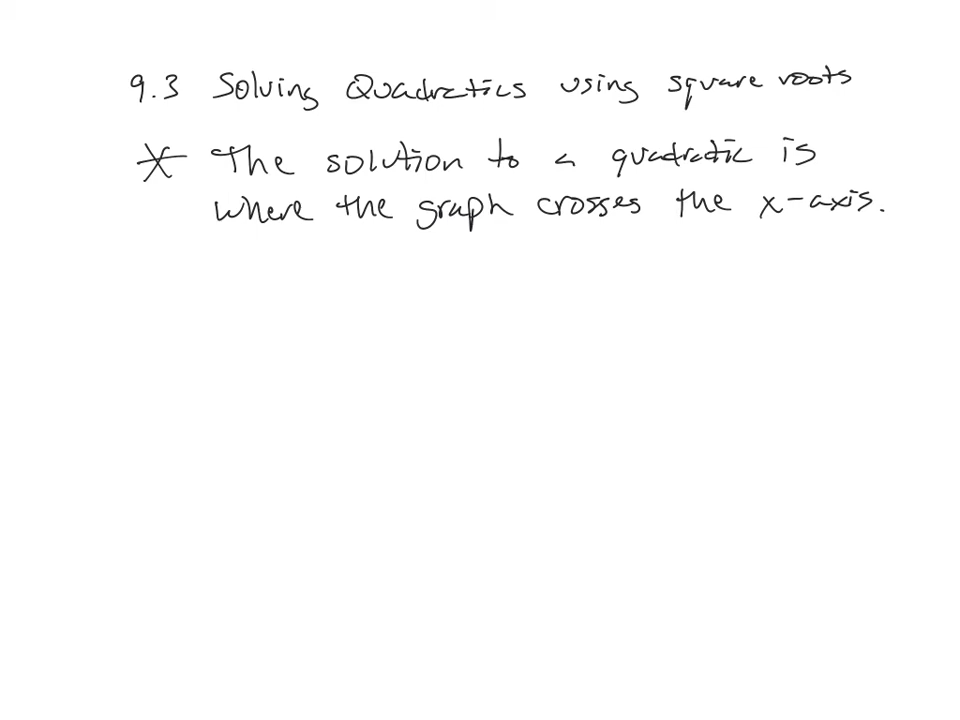 9.3 Solving Quadratics using square roots
* The solution to a quadratic is
where the graph crosses the x-axis.